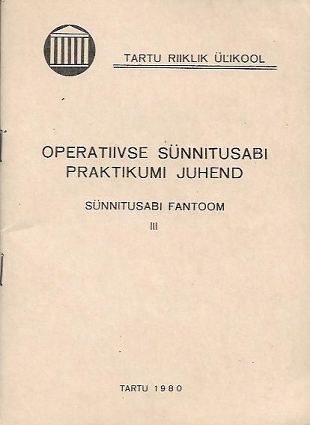 TARTU RIIKLIK ÜLIKOOL
OPERATIIVSE SÜNNITUSABI
PRAKTIKUMI JUHEND
SÜNNITUSABI FANTOOM
III
TARTU 1980